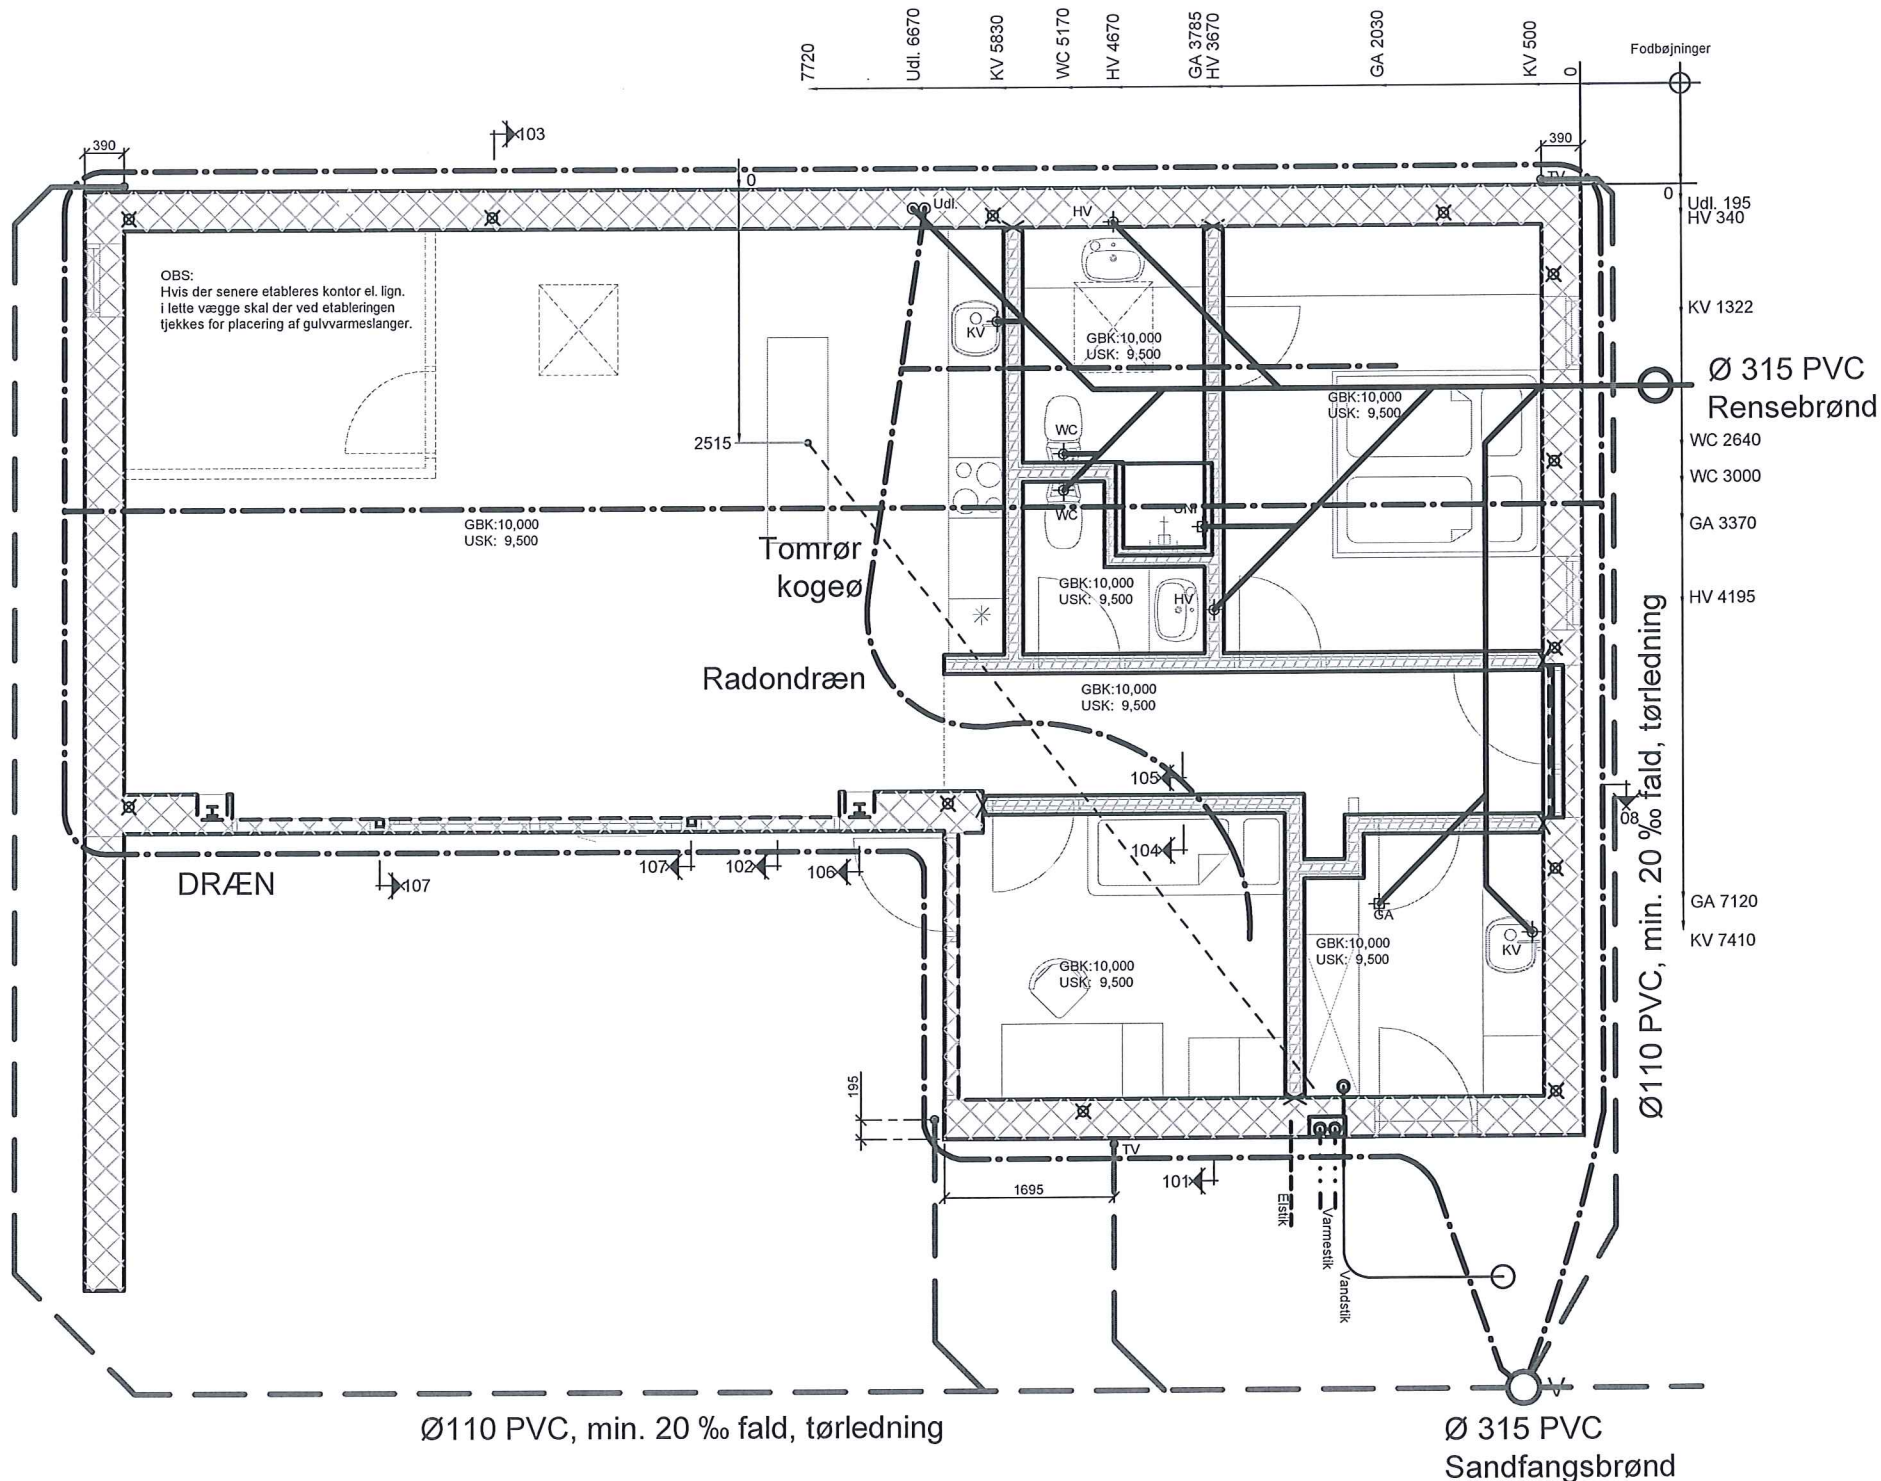 7720
Udl. 6670
KV 5830
WC 5170
HV 4670
GA 3785
HV 3670
GA 2030
KV 500
0
Fodbøjninger
103
390
390
0
TV
0
Udl. 195
HV 340
Udl.
HV
OBS:
Hvis der senere etableres kontor el. lign.
i lette vægge skal der ved etableringen
tjekkes for placering af gulvvarmeslanger.
KV 1322
KV
GBK:10,000
USK: 9,500
Ø 315 PVC
Rensebrønd
GBK:10,000
USK: 9,500
WC
2515
WC 2640
WC 3000
WC
UNI
GA 3370
GBK:10,000
USK: 9,500
Tomrør
kogeø
GBK:10,000
USK: 9,500
HV
HV 4195
Radondræn
GBK:10,000
USK: 9,500
Ø110 PVC, min. 20 ‰ fald, tørledning
105
08
104
107
102
106
DRÆN
107
GA
GA 7120
KV 7410
KV
GBK:10,000
USK: 9,500
GBK:10,000
USK: 9,500
195
TV
101
1695
Elstik
Varmestik
Vandstik
V
Ø110 PVC, min. 20 ‰ fald, tørledning
Ø 315 PVC
Sandfangsbrønd